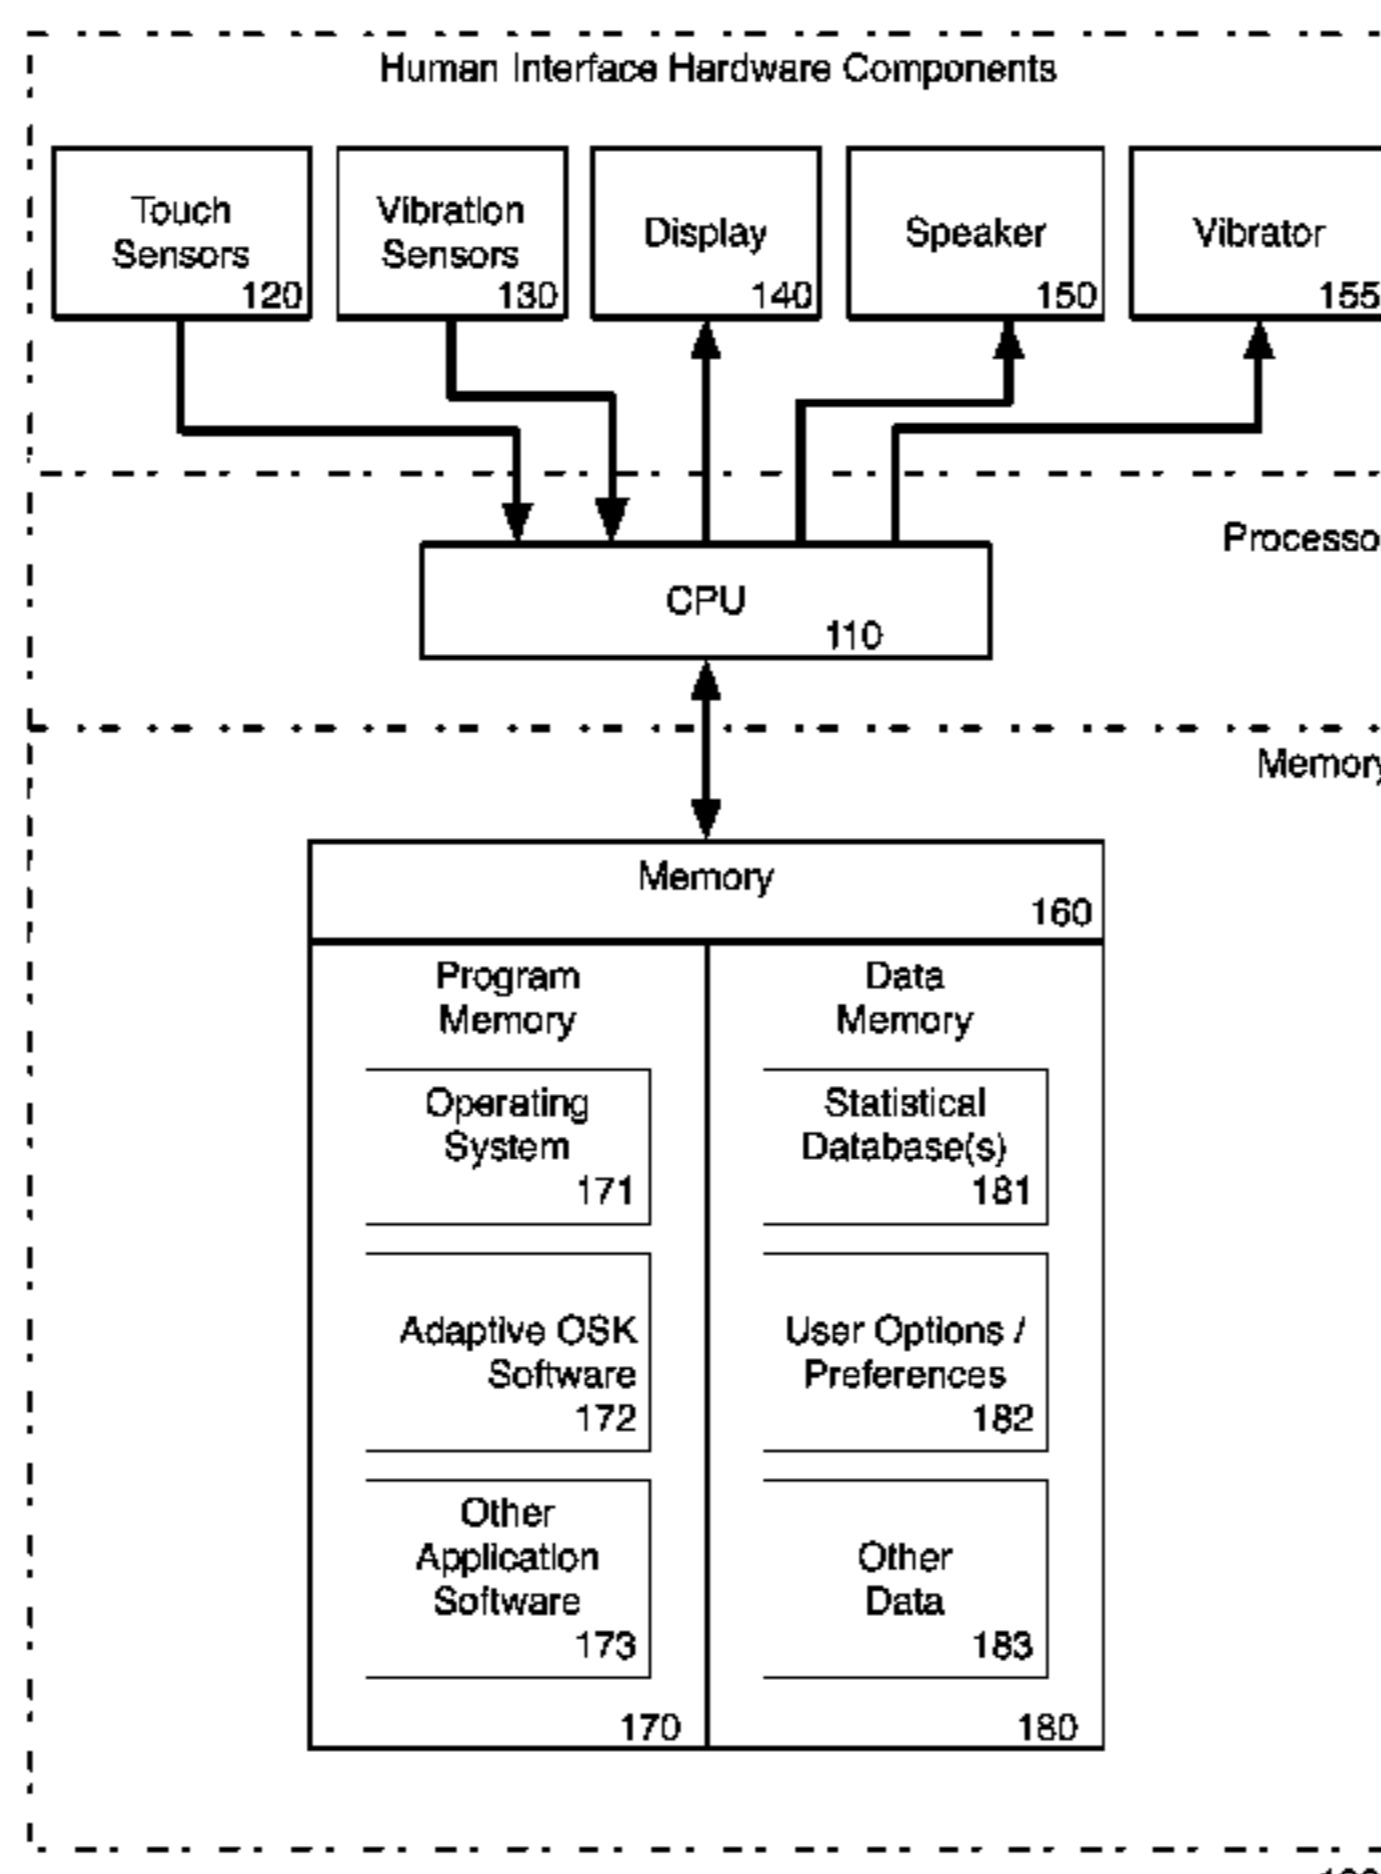 Human Interface Hardware Components
Touch
Sensors
120
Vibration
Sensors
130
Display
140
Speaker
150
Vibrator
155
Processo
CPU
110
Memory
Memory
160
Program
Memory
Operating
System
171
Adaptive OSK
Software
172
Other
Application
Software
173
170
Data
Memory
Statistical
Database(s)
181
User Options /
Preferences
182
Other
Data
183
180